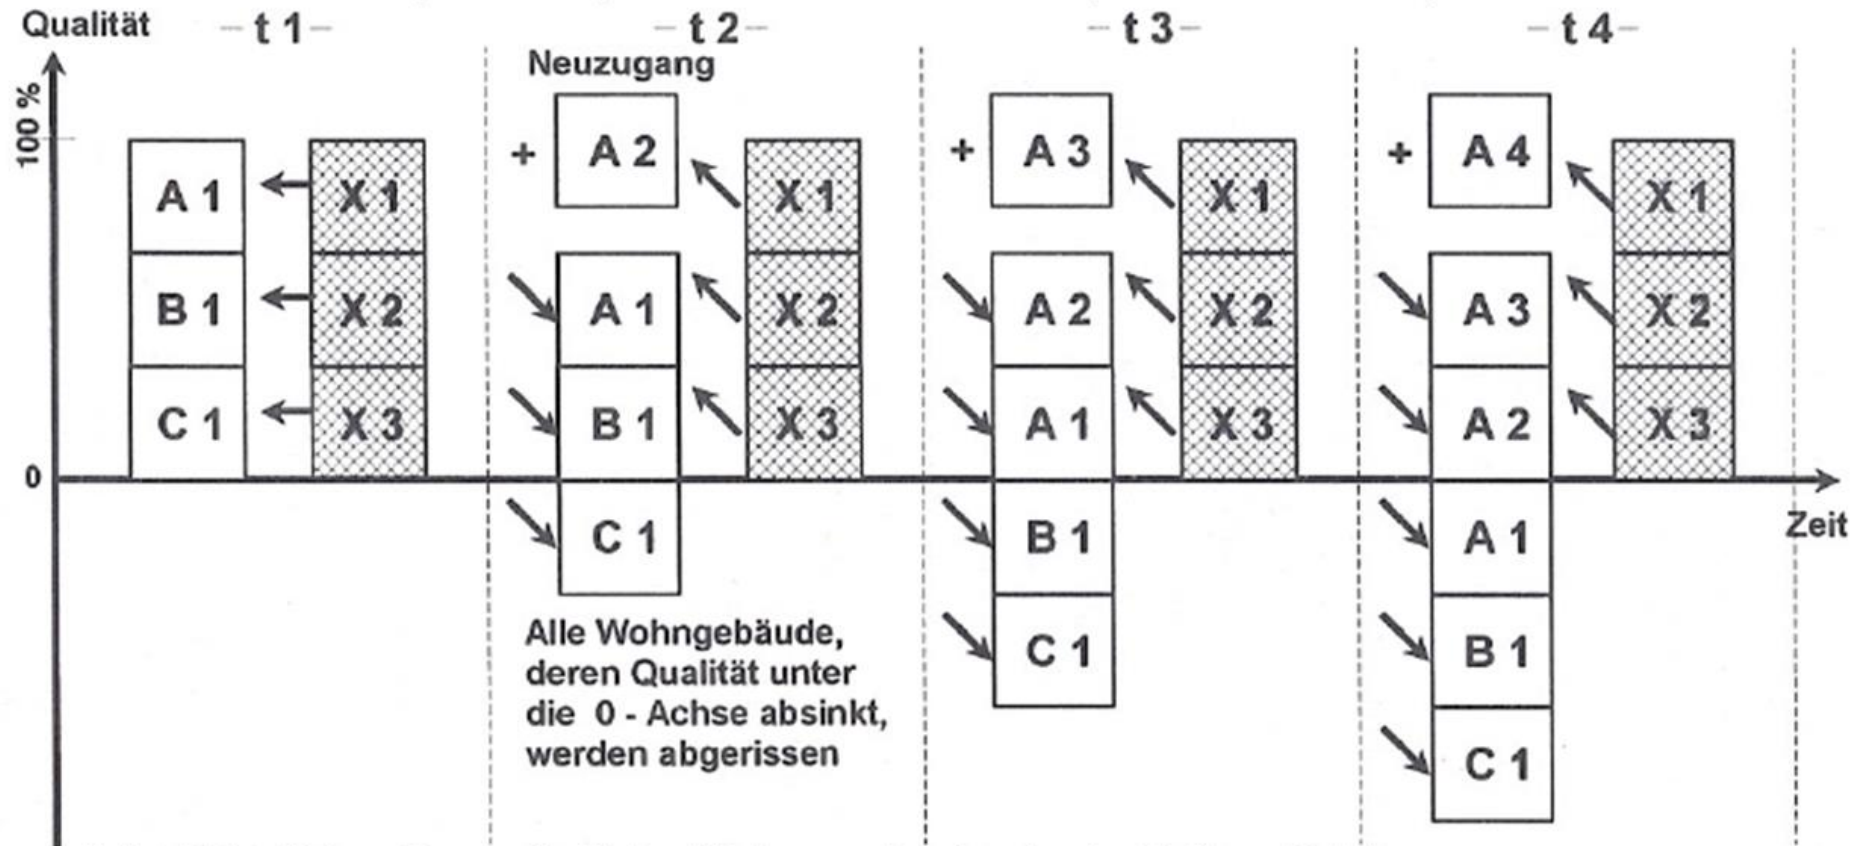 Qualität
t 1
t 2
t 3
t 4
Neuzugang
100 %
0
A 1
B 1
C 1
X 1
X 2
X 3
+
A 2
A 1
B 1
C 1
X 1
X 2
X 3
Alle Wohngebäude,
deren Qualität unter
die 0 - Achse absinkt,
werden abgerissen
+
A 3
A 2
A 1
B 1
C 1
X 1
X 2
X 3
+
A 4
A 3
A 2
A 1
B 1
C 1
X 1
X 2
X 3
Zeit